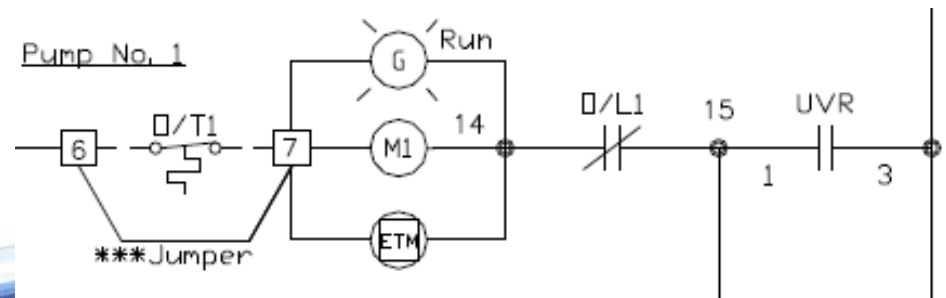 Pump No. 1
Run
G
O/T1
6
7
M1
14
O/L1
15
UVR
1
3
ETM
***Jumper